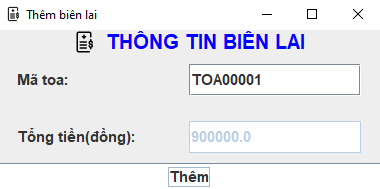 Thêm biên lai
THÔNG TIN BIÊN LAI
Mã toa: TOA00001
Tổng tiền(đồng): 900000.0
Thêm